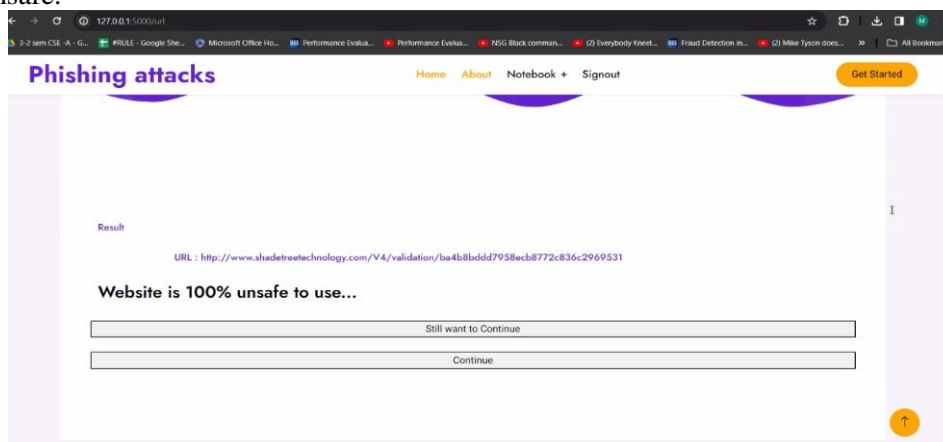 nsafe.
127.0.0.1:5000/url
3-2 sem CSE -A - G... #RULE - Google She... Microsoft Office Ho... Performance Evalua... Performance Evalus... NSG Black comman... (2) Everybody Kneel... Fraud Detection in... (2) Mike Tyson does... » All Bookmar
Phishing attacks Home About Notebook + Signout Get Started
Result
URL : http://www.shadetreetechnology.com/V4/validation/ba4b8bddd7958ecb8772c836c2969531
Website is 100% unsafe to use...
Still want to Continue
Continue